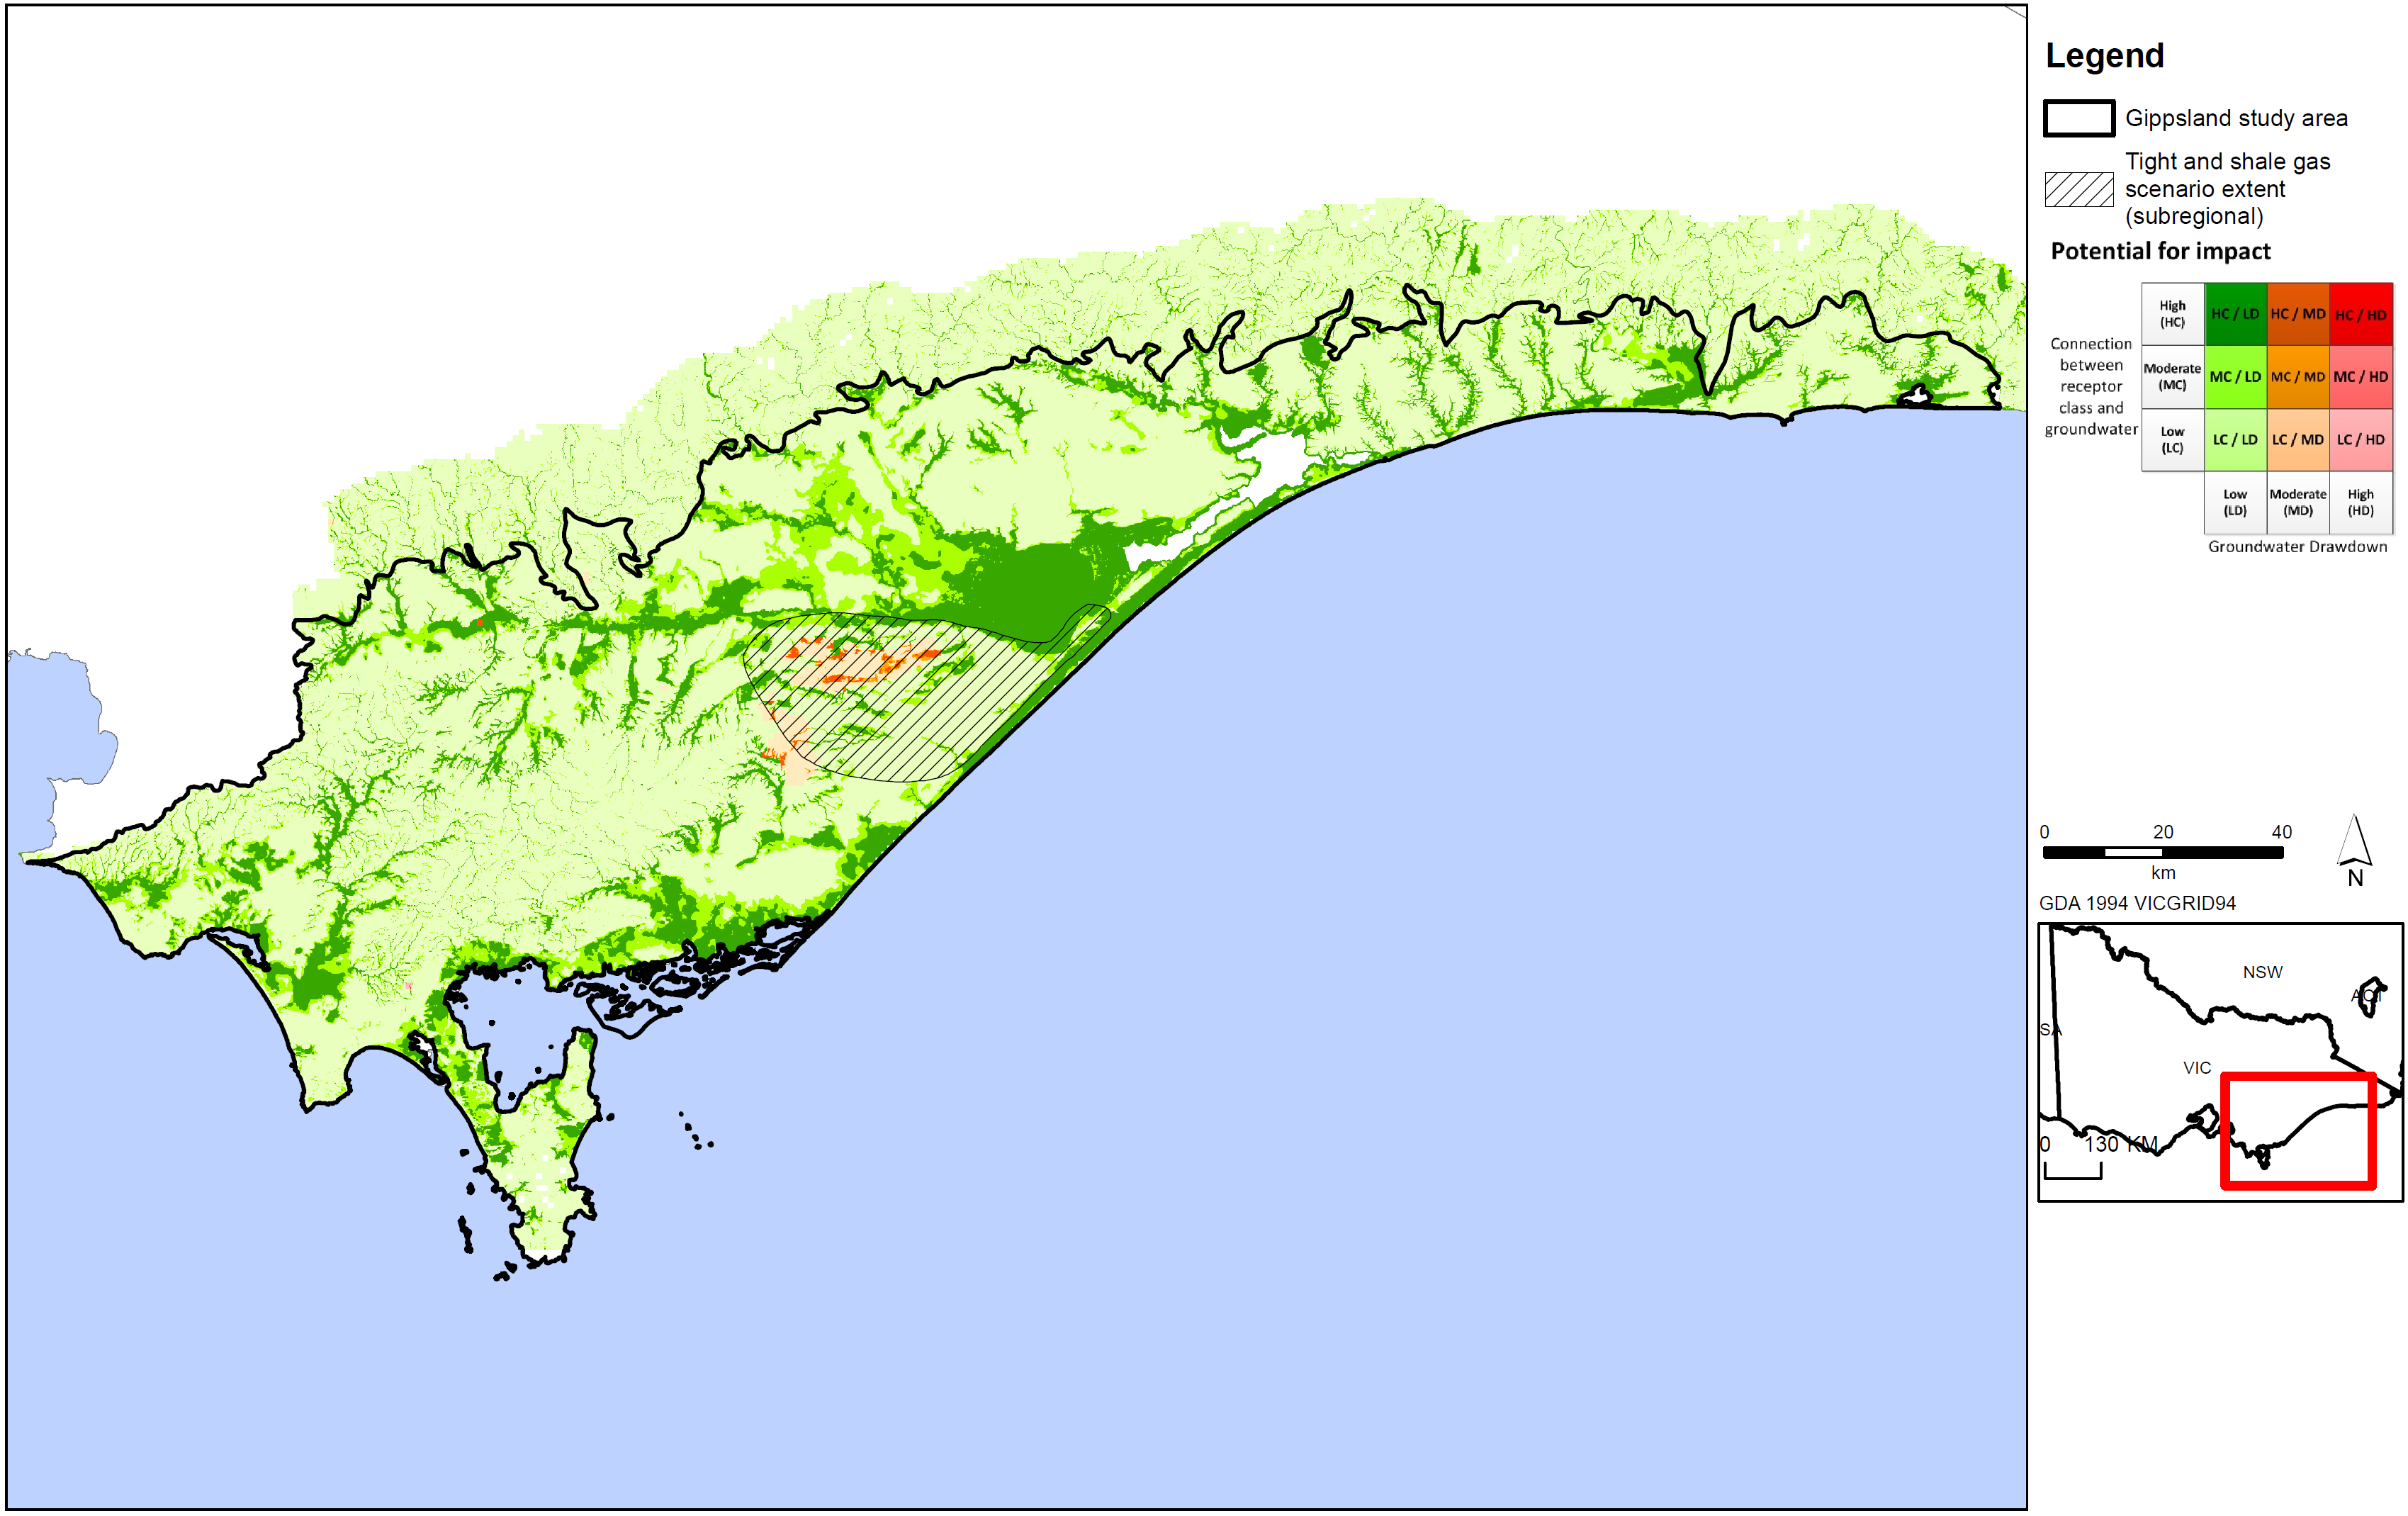 Legend
Gippsland study area
Tight and shale gas
scenario extent
(subregional)
Potential for impact
Connection
between
receptor
class and
groundwater
High
(HC)
HC / LD
HC / MD
HC / HD
Moderate
(MC)
MC / LD
MC / MD
MC / HD
Low
(LC)
LC / LD
LC / MD
LC / HD
Low
(LD)
Moderate
(MD)
High
(HD)
Groundwater Drawdown
0 20 40
km
N
GDA 1994 VICGRID94
NSW
ACT
SA
VIC
0 130 KM